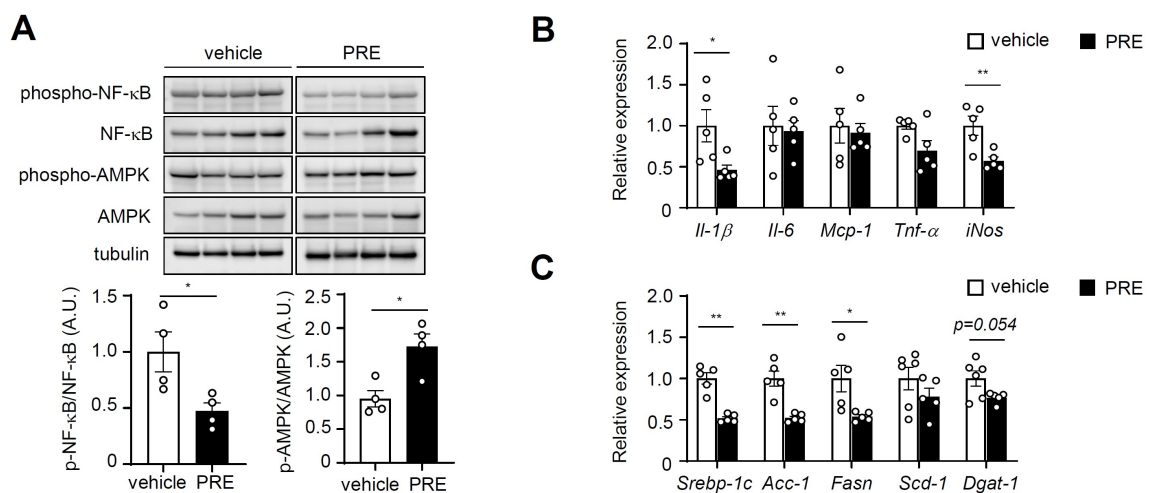 A
vehicle PRE
phospho-NF-κB
NF-κB
phospho-AMPK
AMPK
tubulin
p-NF-κB/NF-κB (A.U.)
1.5
1.0
0.5
0
*
vehicle PRE
p-AMPK/AMPK (A.U.)
2.5
2.0
1.5
1.0
0.5
0
*
vehicle PRE
B
vehicle PRE
Relative expression
2.0
1.5
1.0
0.5
0
* **
Il-1β Il-6 Mcp-1 Tnf-α iNos
C
vehicle PRE
Relative expression
2.0
1.5
1.0
0.5
0
** ** * p=0.054
Srebp-1c Acc-1 Fasn Scd-1 Dgat-1